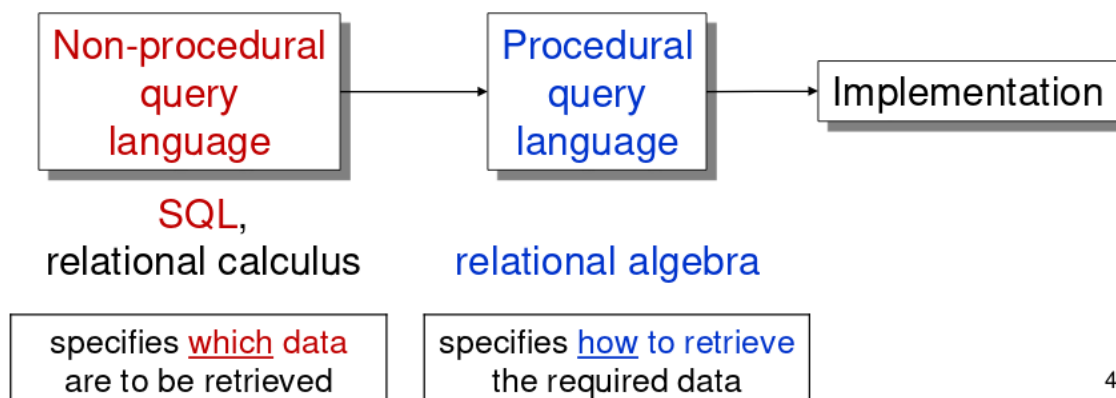 Non-procedural
query
language
Procedural
query
language
Implementation
SQL,
relational calculus
relational algebra
specifies which data
are to be retrieved
specifies how to retrieve
the required data
4